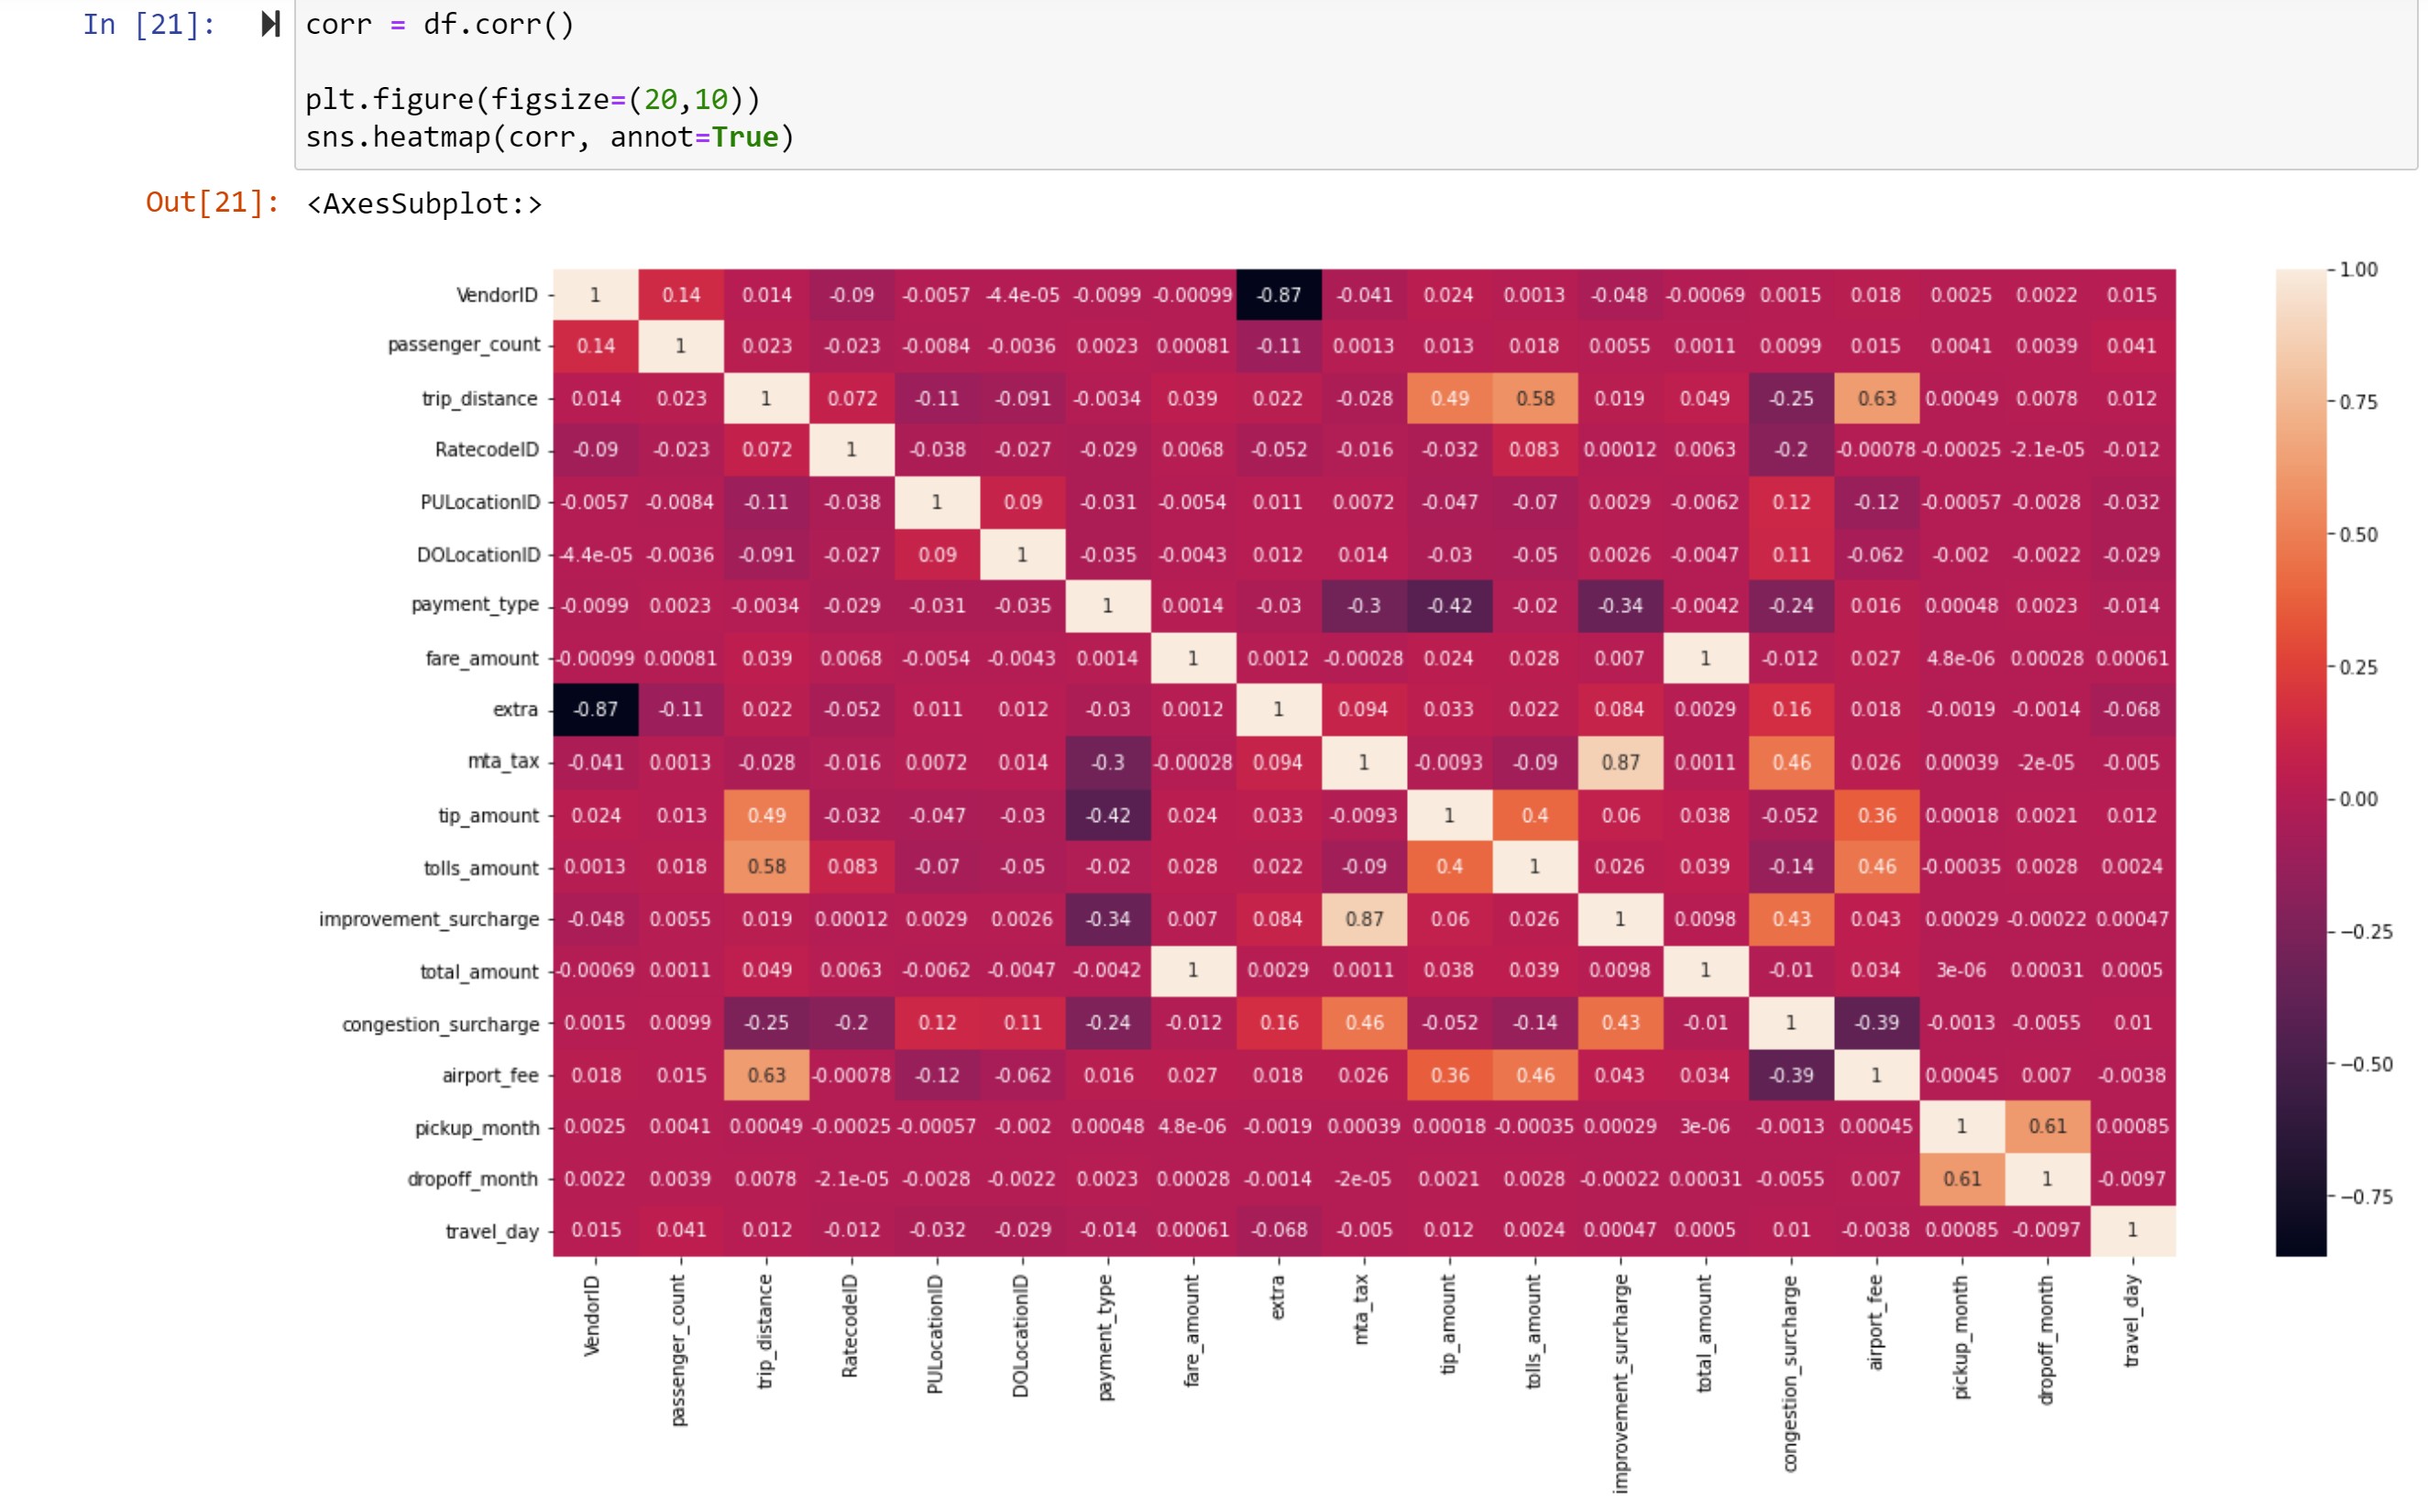 In [21]:
corr = df.corr()
plt.figure(figsize=(20,10))
sns.heatmap(corr, annot=True)
Out[21]: <AxesSubplot:>
VendorID 1 0.14 0.014 -0.09 -0.0057 -4.4e-05 -0.0099 -0.00099 -0.87 -0.041 0.024 0.0013 -0.048 -0.00069 0.0015 0.018 0.0025 0.0022 0.015
passenger_count 0.14 1 0.023 -0.023 -0.0084 -0.0036 0.0023 0.00081 -0.11 0.0013 0.013 0.018 0.0055 0.0011 0.0099 0.015 0.0041 0.0039 0.041
trip_distance 0.014 0.023 1 0.072 -0.11 -0.091 -0.0034 0.039 0.022 -0.028 0.49 0.58 0.019 0.049 -0.25 0.63 0.00049 0.0078 0.012
RatecodeID -0.09 -0.023 0.072 1 -0.038 -0.027 -0.029 0.0068 -0.052 -0.016 -0.032 0.083 0.00012 0.0063 -0.2 -0.00078 -0.00025 -2.1e-05 -0.012
PULocationID -0.0057 -0.0084 -0.11 -0.038 1 0.09 -0.031 -0.0054 0.011 0.0072 -0.047 -0.07 0.0029 -0.0062 0.12 -0.12 -0.00057 -0.0028 -0.032
DOLocationID -4.4e-05 -0.0036 -0.091 -0.027 0.09 1 -0.035 -0.0043 0.012 0.014 -0.03 -0.05 0.0026 -0.0047 0.11 -0.062 -0.002 -0.0022 -0.029
payment_type -0.0099 0.0023 -0.0034 -0.029 -0.031 -0.035 1 0.0014 -0.03 -0.3 -0.42 -0.02 -0.34 -0.0042 -0.24 0.016 0.00048 0.0023 -0.014
fare_amount -0.00099 0.00081 0.039 0.0068 -0.0054 -0.0043 0.0014 1 0.0012 -0.00028 0.024 0.028 0.007 1 -0.012 0.027 4.8e-06 0.00028 0.00061
extra -0.87 -0.11 0.022 -0.052 0.011 0.012 -0.03 0.0012 1 0.094 0.033 0.022 0.084 0.0029 0.16 0.018 -0.0019 -0.0014 -0.068
mta_tax -0.041 0.0013 -0.028 -0.016 0.0072 0.014 -0.3 -0.00028 0.094 1 -0.0093 -0.09 0.87 0.0011 0.46 0.026 0.00039 -2e-05 -0.005
tip_amount 0.024 0.013 0.49 -0.032 -0.047 -0.03 -0.42 0.024 0.033 -0.0093 1 0.4 0.06 0.038 -0.052 0.36 0.00018 0.0021 0.012
tolls_amount 0.0013 0.018 0.58 0.083 -0.07 -0.05 -0.02 0.028 0.022 -0.09 0.4 1 0.026 0.039 -0.14 0.46 -0.00035 0.0028 0.0024
improvement_surcharge -0.048 0.0055 0.019 0.00012 0.0029 0.0026 -0.34 0.007 0.084 0.87 0.06 0.026 1 0.0098 0.43 0.043 0.00029 -0.00022 0.00047
total_amount -0.00069 0.0011 0.049 0.0063 -0.0062 -0.0047 -0.0042 1 0.0029 0.0011 0.038 0.039 0.0098 1 -0.01 0.034 3e-06 0.00031 0.0005
congestion_surcharge 0.0015 0.0099 -0.25 -0.2 0.12 0.11 -0.24 -0.012 0.16 0.46 -0.052 -0.14 0.43 -0.01 1 -0.39 -0.0013 -0.0055 0.01
airport_fee 0.018 0.015 0.63 -0.00078 -0.12 -0.062 0.016 0.027 0.018 0.026 0.36 0.46 0.043 0.034 -0.39 1 0.00045 0.007 -0.0038
pickup_month 0.0025 0.0041 0.00049 -0.00025 -0.00057 -0.002 0.00048 4.8e-06 -0.0019 0.00039 0.00018 -0.00035 0.00029 3e-06 -0.0013 0.00045 1 0.61 0.00085
dropoff_month 0.0022 0.0039 0.0078 -2.1e-05 -0.0028 -0.0022 0.0023 0.00028 -0.0014 -2e-05 0.0021 0.0028 -0.00022 0.00031 -0.0055 0.007 0.61 1 -0.0097
travel_day 0.015 0.041 0.012 -0.012 -0.032 -0.029 -0.014 0.00061 -0.068 -0.005 0.012 0.0024 0.00047 0.0005 0.01 -0.0038 0.00085 -0.0097 1
VendorID
passenger_count
trip_distance
RatecodeID
PULocationID
DOLocationID
payment_type
fare_amount
extra
mta_tax
tip_amount
tolls_amount
improvement_surcharge
total_amount
congestion_surcharge
airport_fee
pickup_month
dropoff_month
travel_day
1.00
0.75
0.50
0.25
0.00
−0.25
−0.50
−0.75